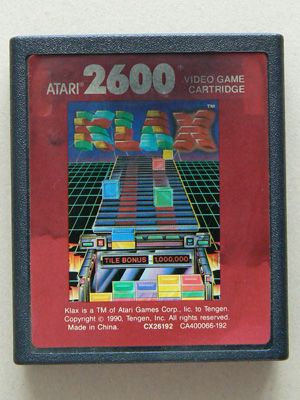 ATARI 2600 VIDEO GAME CARTRIDGE
KLAX TM
TILE BONUS 1,000,000
Klax is a TM of Atari Games Corp., lic. to Tengen.
Copyright © 1990, Tengen, Inc. All rights reserved.
Made in China. CX26192 CA400066-192